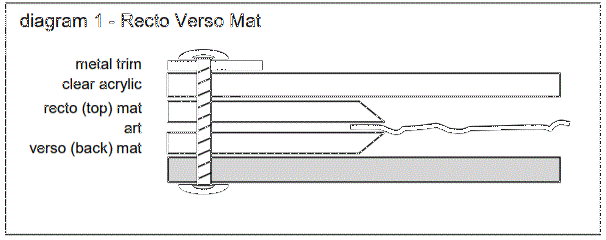 diagram 1 - Recto Verso Mat
metal trim
clear acrylic
recto (top) mat
art
verso (back) mat